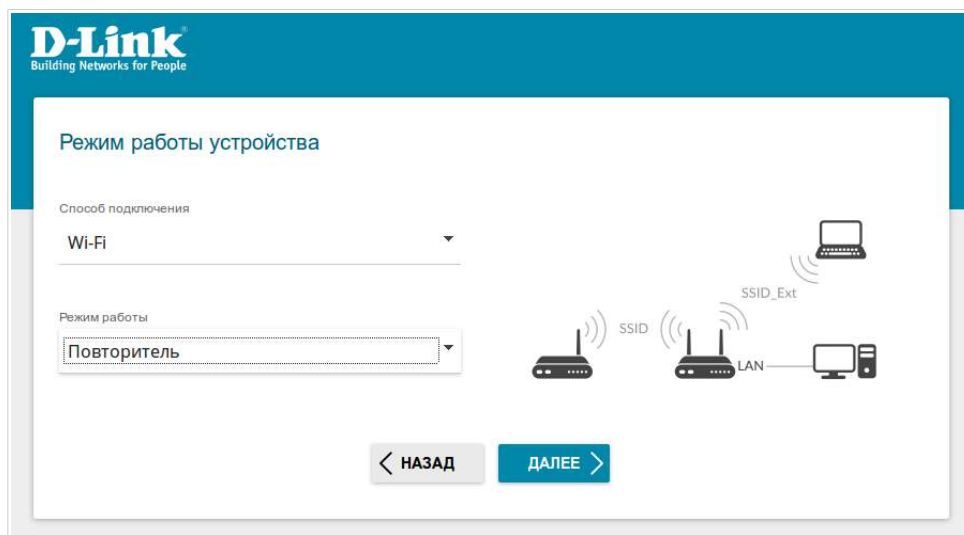 D-Link
Building Networks for People
Режим работы устройства
Способ подключения
Wi-Fi
SSID_Ext
Режим работы
SSID
Повторитель
LAN
НАЗАД
ДАЛЕЕ